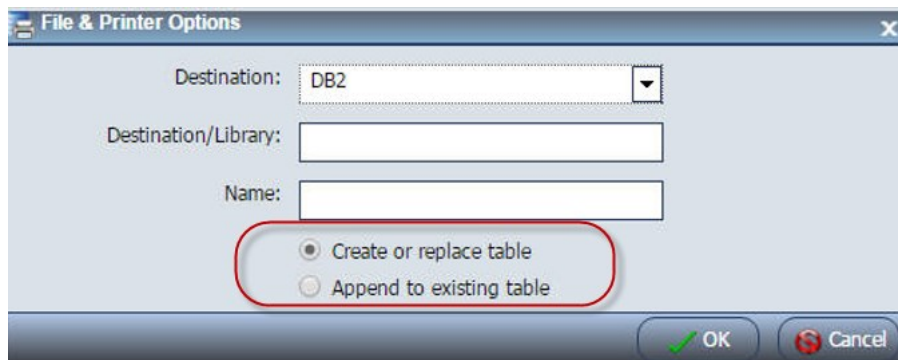 File & Printer Options
x
Destination: DB2
Destination/Library:
Name:
Create or replace table
Append to existing table
OK Cancel